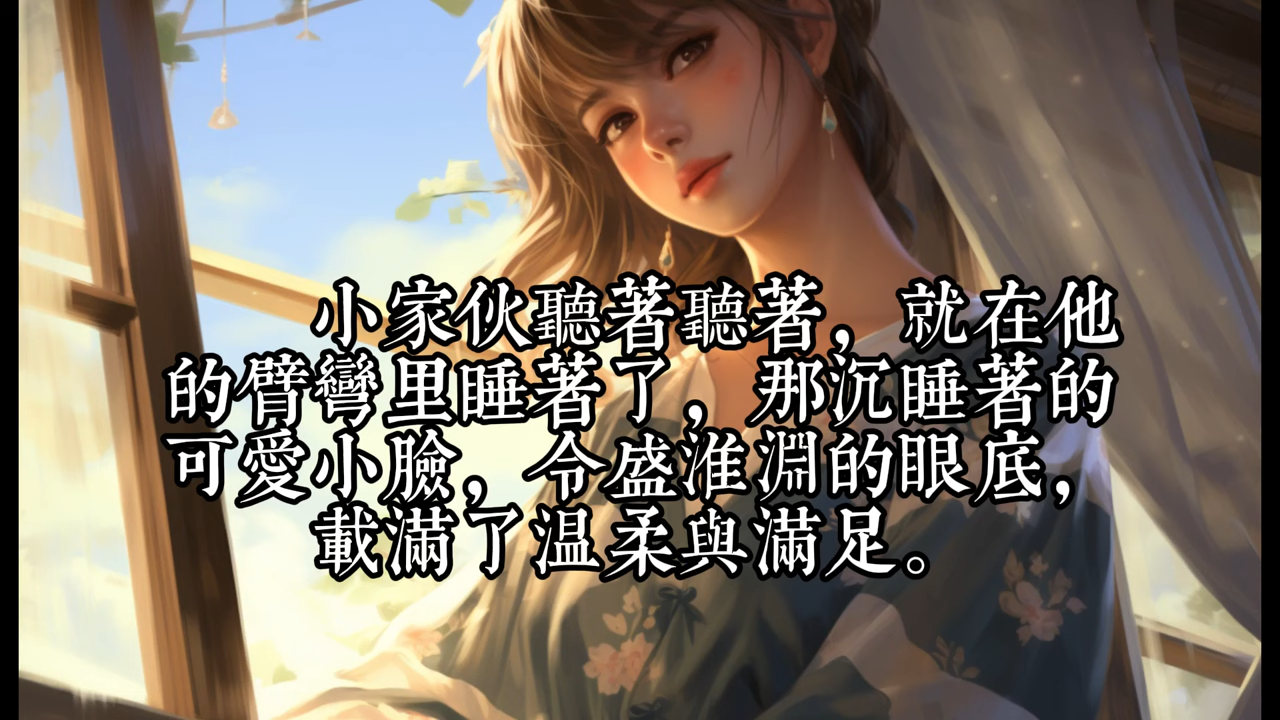 小家伙聽著聽著，就在他
的臂彎里睡著了，那沉睡著的
可愛小臉，令盛淮淵的眼底，
載滿了温柔與滿足。